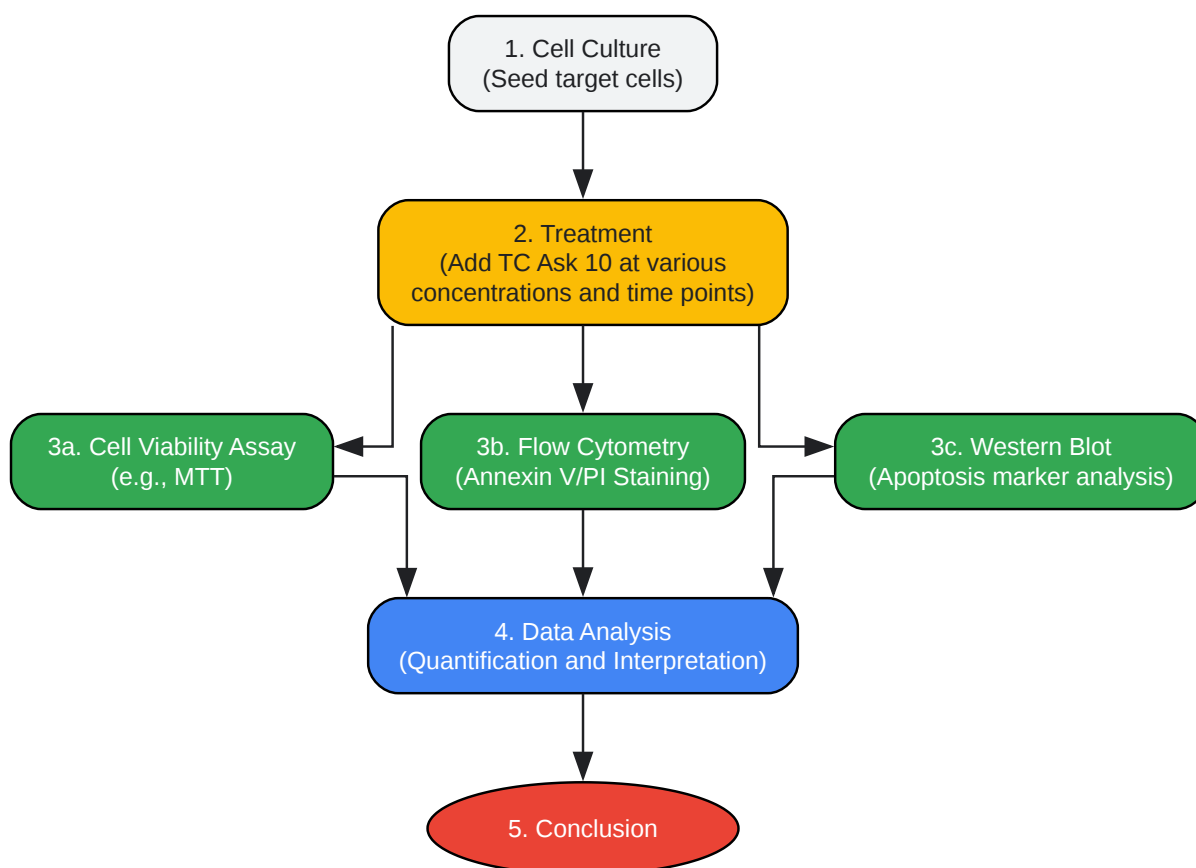 1. Cell Culture
(Seed target cells)
2. Treatment
(Add TC Ask 10 at various
concentrations and time points)
3a. Cell Viability Assay
(e.g., MTT)
3b. Flow Cytometry
(Annexin V/PI Staining)
3c. Western Blot
(Apoptosis marker analysis)
4. Data Analysis
(Quantification and Interpretation)
5. Conclusion